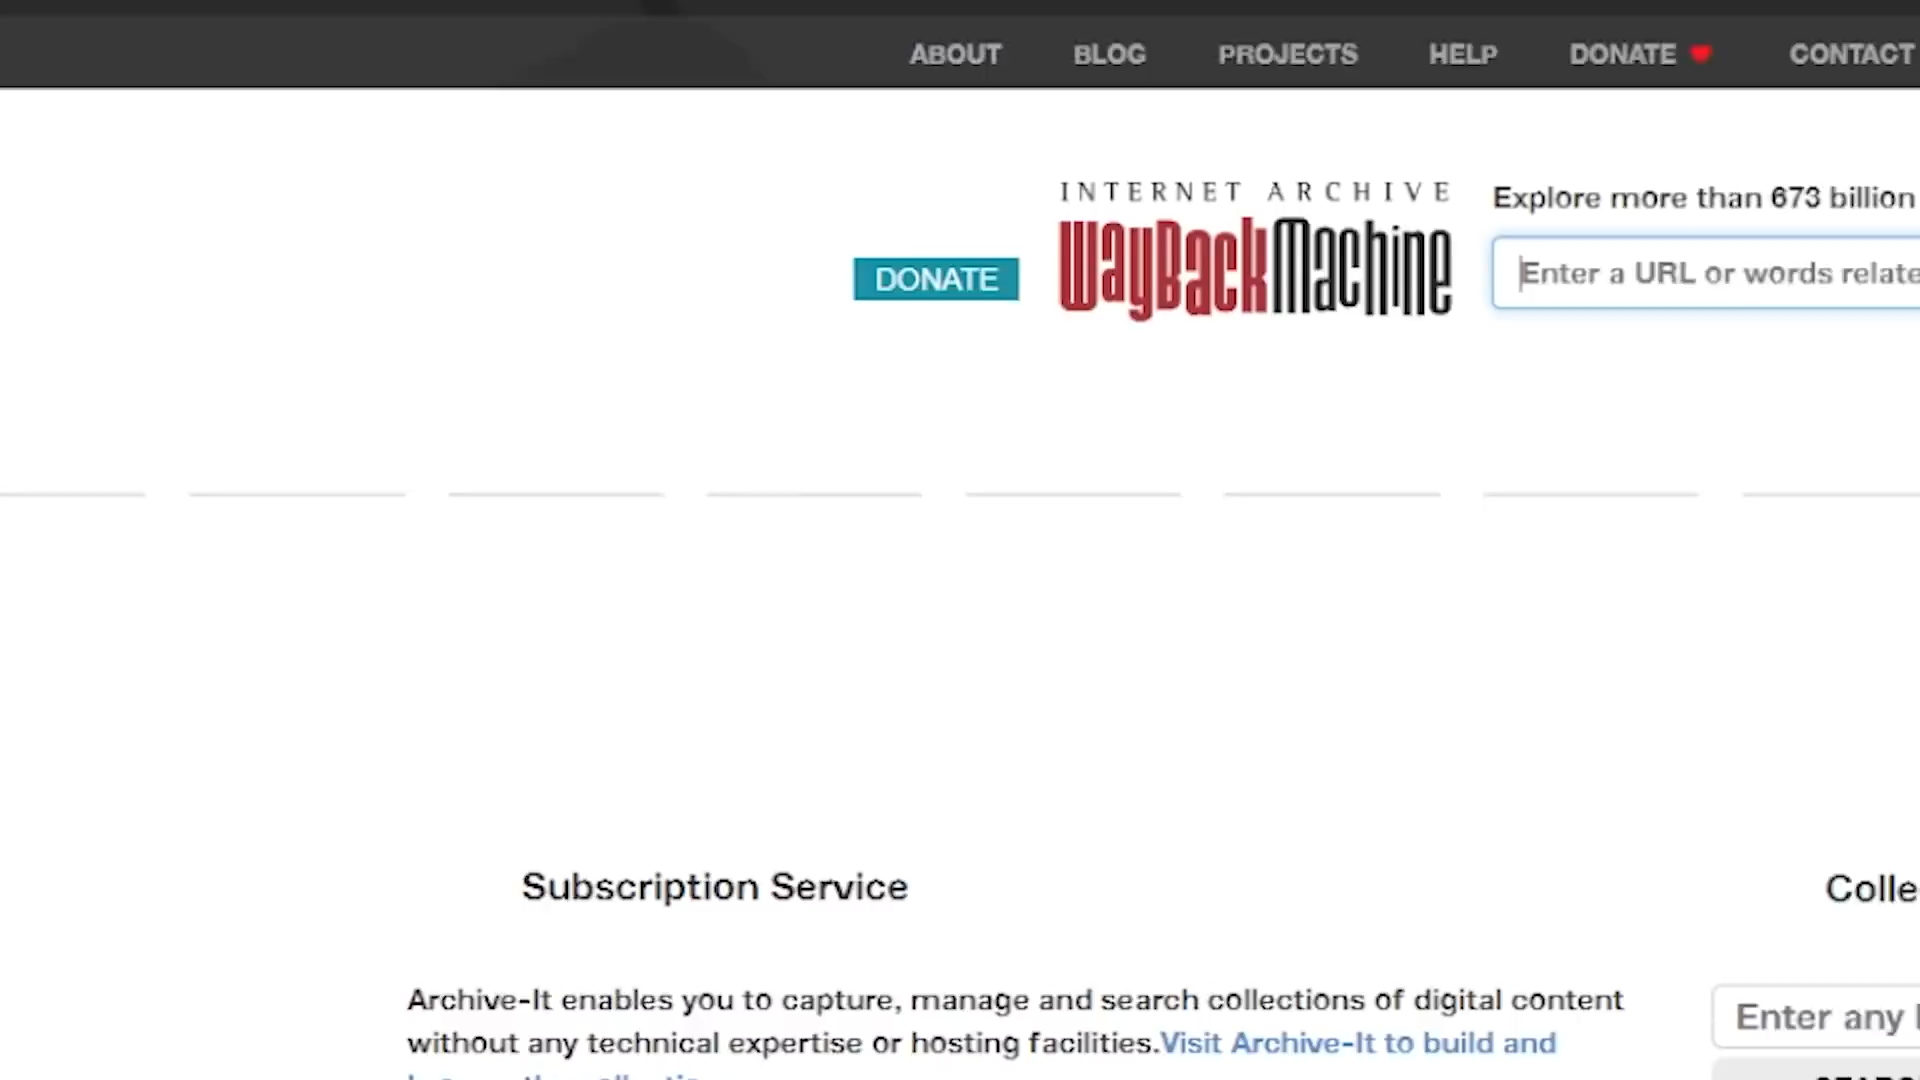 ABOUT BLOG PROJECTS HELP DONATE CONTACT
INTERNET ARCHIVE
WayBackMachine
DONATE
Explore more than 673 billion
Enter a URL or words relate
Subscription Service
Archive-It enables you to capture, manage and search collections of digital content
without any technical expertise or hosting facilities.Visit Archive-It to build and
Colle
Enter any